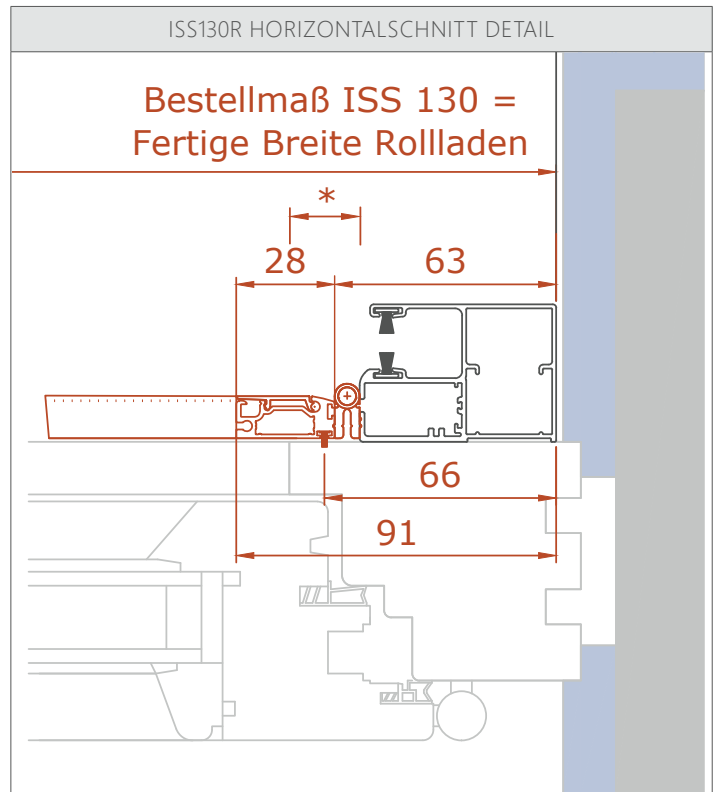 ISS130R HORIZONTALSCHNITT DETAIL
Bestellmaß ISS 130 =
Fertige Breite Rollladen
*
28
63
66
91